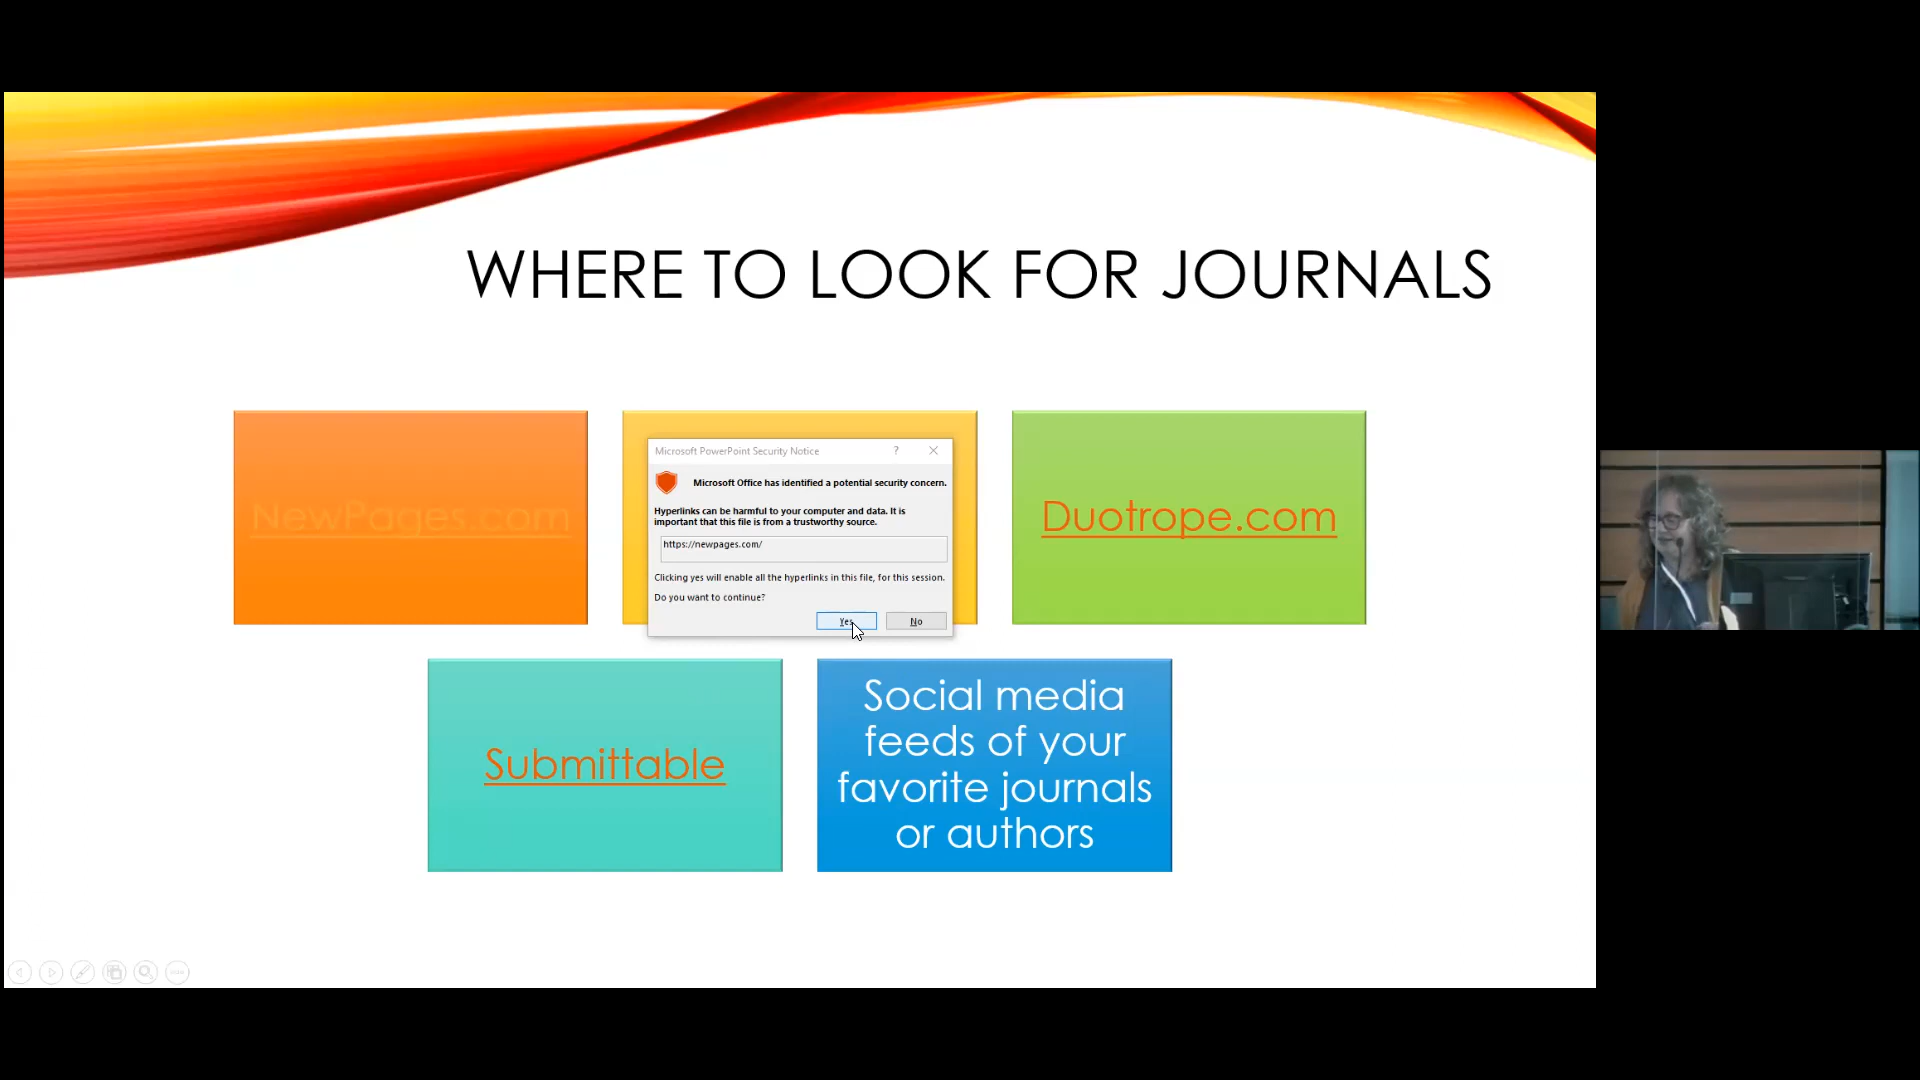 WHERE TO LOOK FOR JOURNALS
NewPages.com
Microsoft PowerPoint Security Notice
?
Microsoft Office has identified a potential security concern.
Hyperlinks can be harmful to your computer and data. It is
important that this file is from a trustworthy source.
https://newpages.com/
Clicking yes will enable all the hyperlinks in this file, for this session.
Do you want to continue?
Yes
No
Duotrope.com
Submittable
Social media
feeds of your
favorite journals
or authors